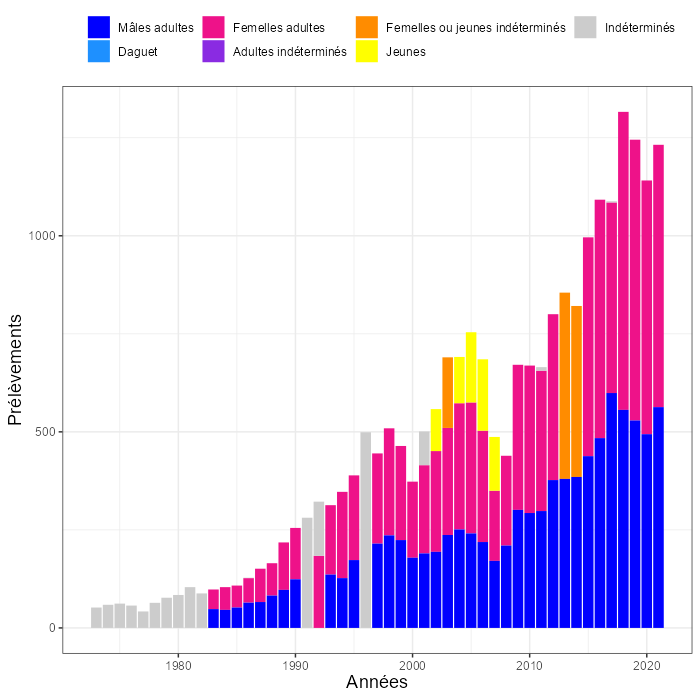 Mâles adultes Femelles adultes Femelles ou jeunes indéterminés Indéterminés
Daguet Adultes indéterminés Jeunes
1000
500
0
Prélèvements
1980 1990 2000 2010 2020
Années